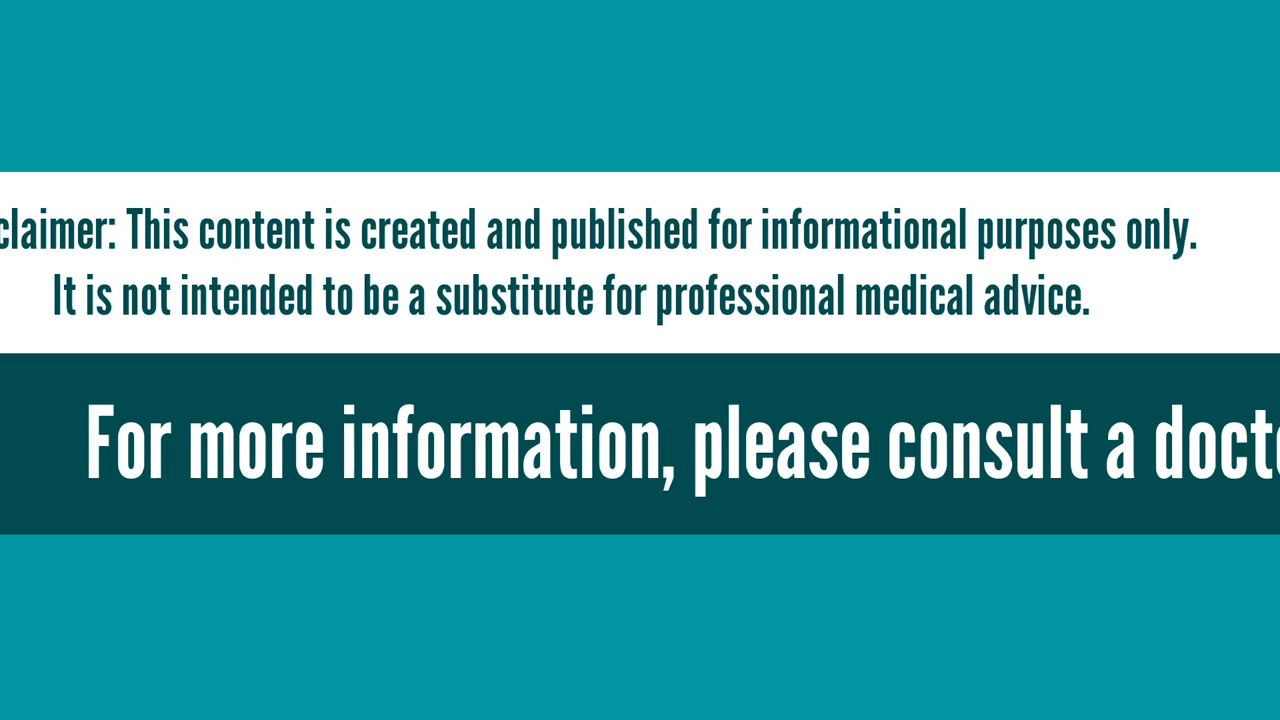 claimer: This content is created and published for informational purposes only.
It is not intended to be a substitute for professional medical advice.
For more information, please consult a docto